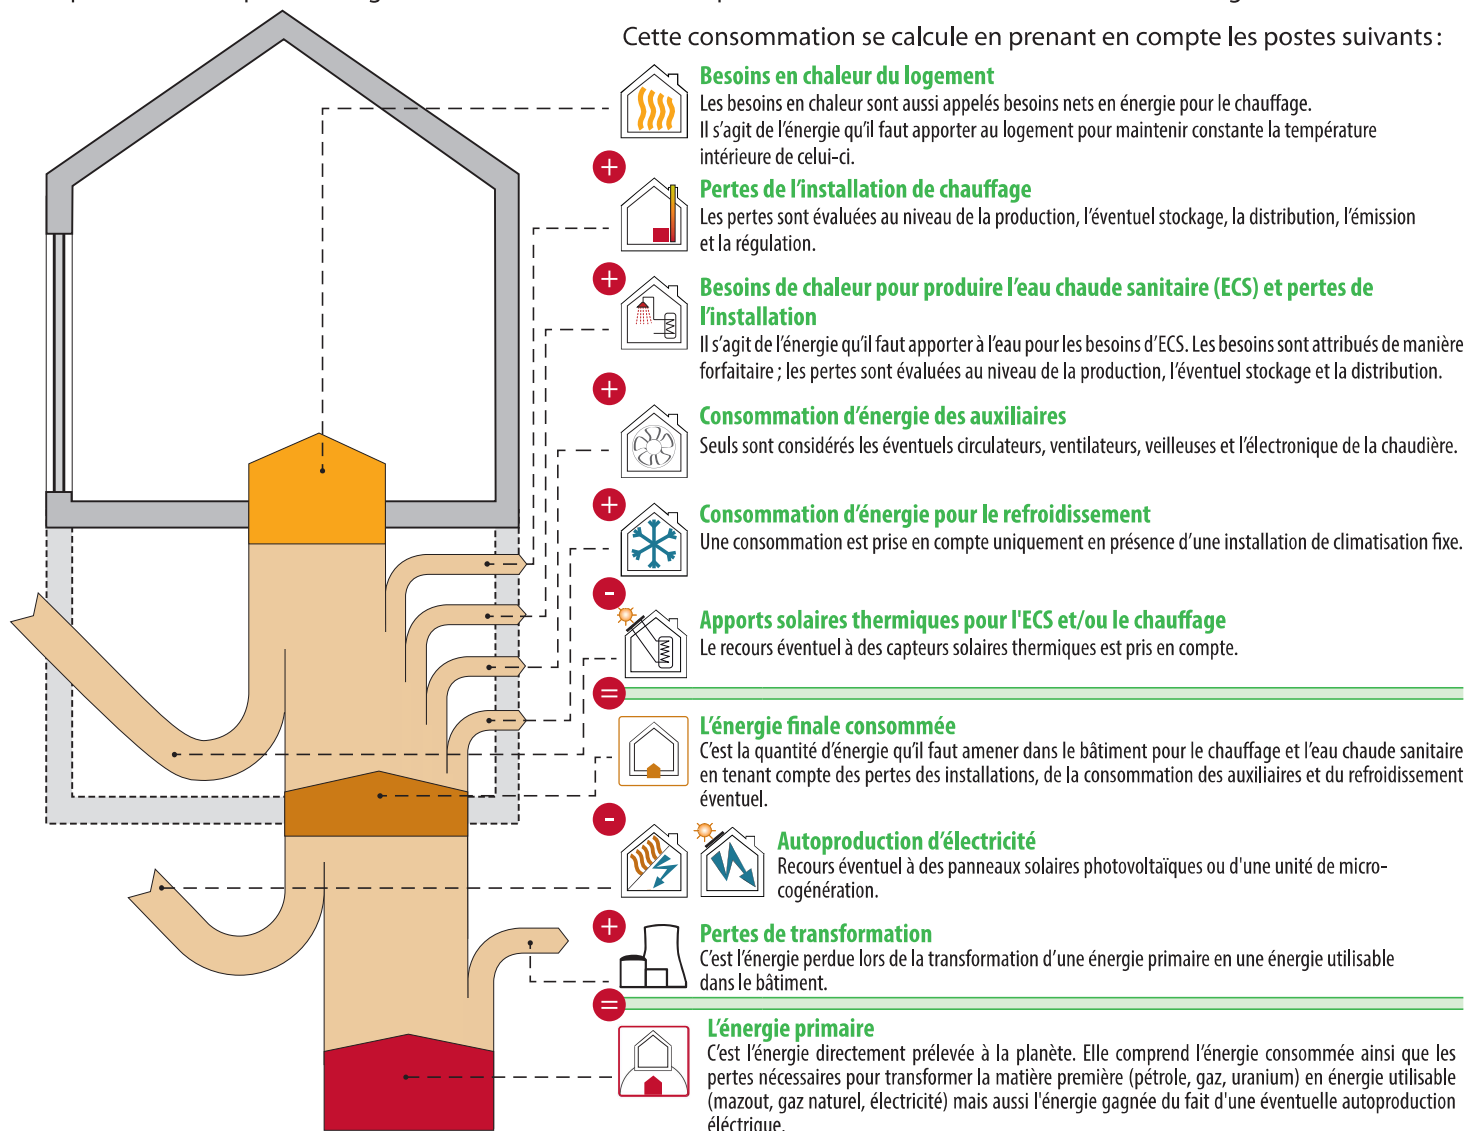 Cette consommation se calcule en prenant en compte les postes suivants :
Besoins en chaleur du logement
Les besoins en chaleur sont aussi appelés besoins nets en énergie pour le chauffage.
Il s'agit de l'énergie qu'il faut apporter au logement pour maintenir constante la température
intérieure de celui-ci.
+
Pertes de l'installation de chauffage
Les pertes sont évaluées au niveau de la production, l'éventuel stockage, la distribution, l'émission
et la régulation.
+
Besoins de chaleur pour produire l'eau chaude sanitaire (ECS) et pertes de
l'installation
Il s'agit de l'énergie qu'il faut apporter à l'eau pour les besoins d'ECS. Les besoins sont attribués de manière
forfaitaire ; les pertes sont évaluées au niveau de la production, l'éventuel stockage et la distribution.
+
Consommation d'énergie des auxiliaires
Seuls sont considérés les éventuels circulateurs, ventilateurs, veilleuses et l'électronique de la chaudière.
+
Consommation d'énergie pour le refroidissement
Une consommation est prise en compte uniquement en présence d'une installation de climatisation fixe.
-
Apports solaires thermiques pour l'ECS et/ou le chauffage
Le recours éventuel à des capteurs solaires thermiques est pris en compte.
=
L'énergie finale consommée
C'est la quantité d'énergie qu'il faut amener dans le bâtiment pour le chauffage et l'eau chaude sanitaire
en tenant compte des pertes des installations, de la consommation des auxiliaires et du refroidissement
éventuel.
-
Autoproduction d'électricité
Recours éventuel à des panneaux solaires photovoltaïques ou d'une unité de micro-
cogénération.
+
Pertes de transformation
C'est l'énergie perdue lors de la transformation d'une énergie primaire en une énergie utilisable
dans le bâtiment.
=
L'énergie primaire
C'est l'énergie directement prélevée à la planète. Elle comprend l'énergie consommée ainsi que les
pertes nécessaires pour transformer la matière première (pétrole, gaz, uranium) en énergie utilisable
(mazout, gaz naturel, électricité) mais aussi l'énergie gagnée du fait d'une éventuelle autoproduction
éléctrique.